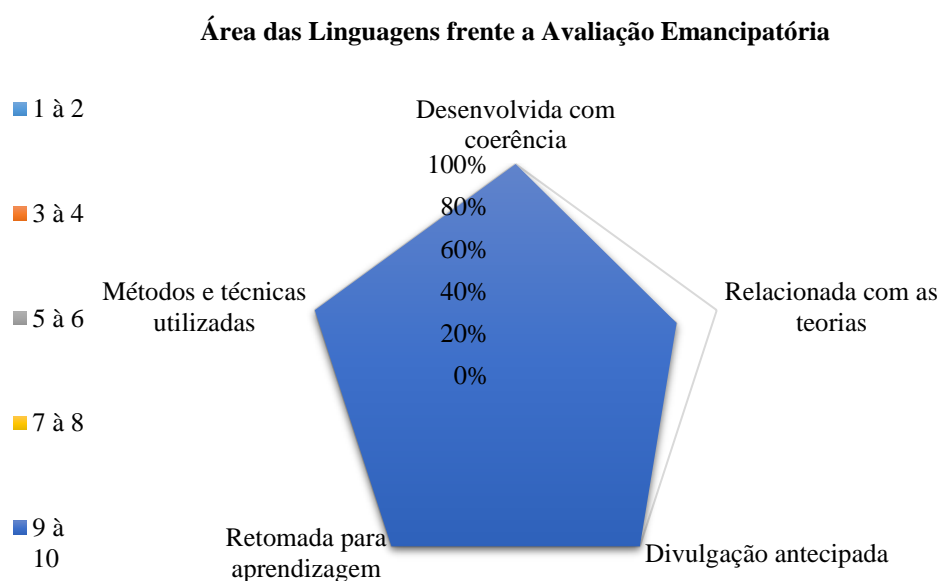 Área das Linguagens frente a Avaliação Emancipatória
1 à 2
3 à 4
5 à 6
7 à 8
9 à
10
Desenvolvida com
coerência
100%
80%
60%
40%
20%
0%
Relacionada com as
teorias
Divulgação antecipada
Retomada para
aprendizagem
Métodos e técnicas
utilizadas